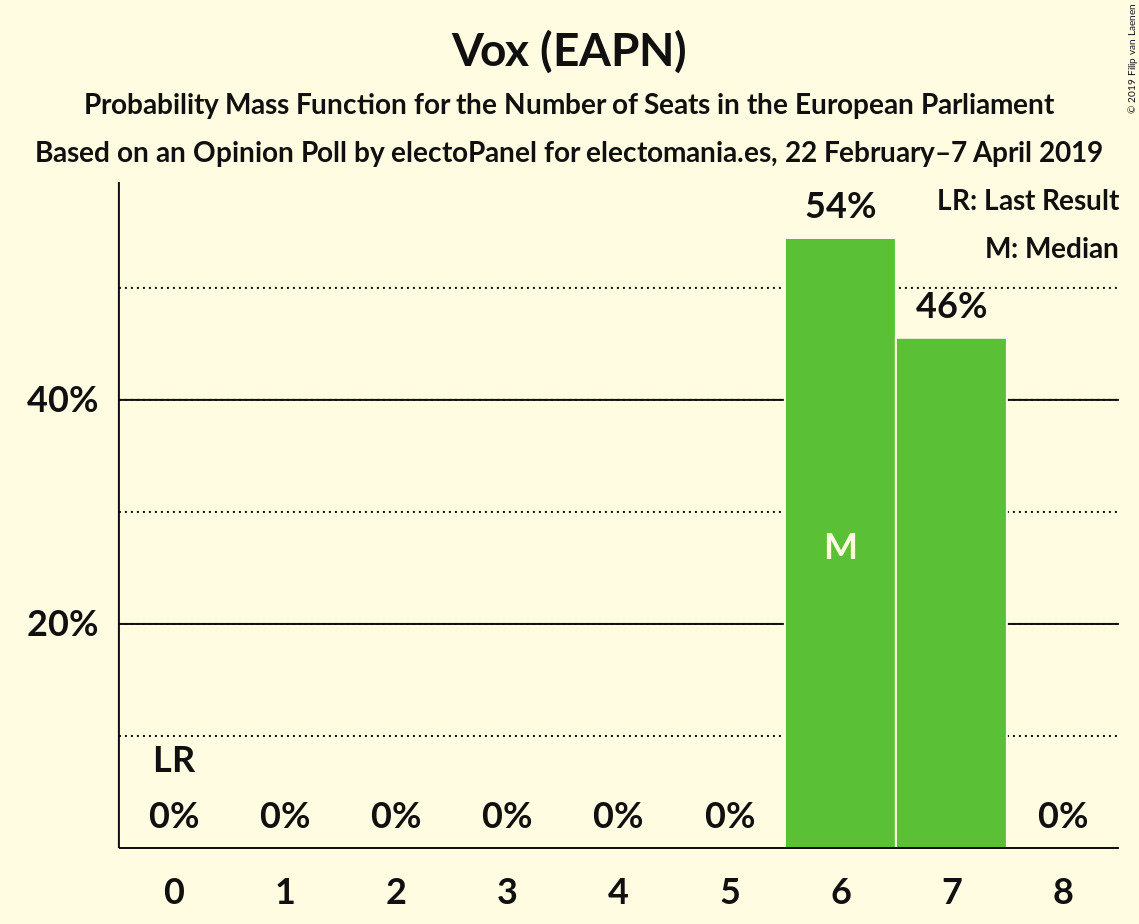 Vox (EAPN)
Probability Mass Function for the Number of Seats in the European Parliament
Based on an Opinion Poll by electoPanel for electomania.es, 22 February–7 April 2019
© 2019 Filip van Laenen
LR: Last Result
M: Median
54%
46%
40%
M
20%
LR
0% 0% 0% 0% 0% 0% 0%
0 1 2 3 4 5 6 7 8